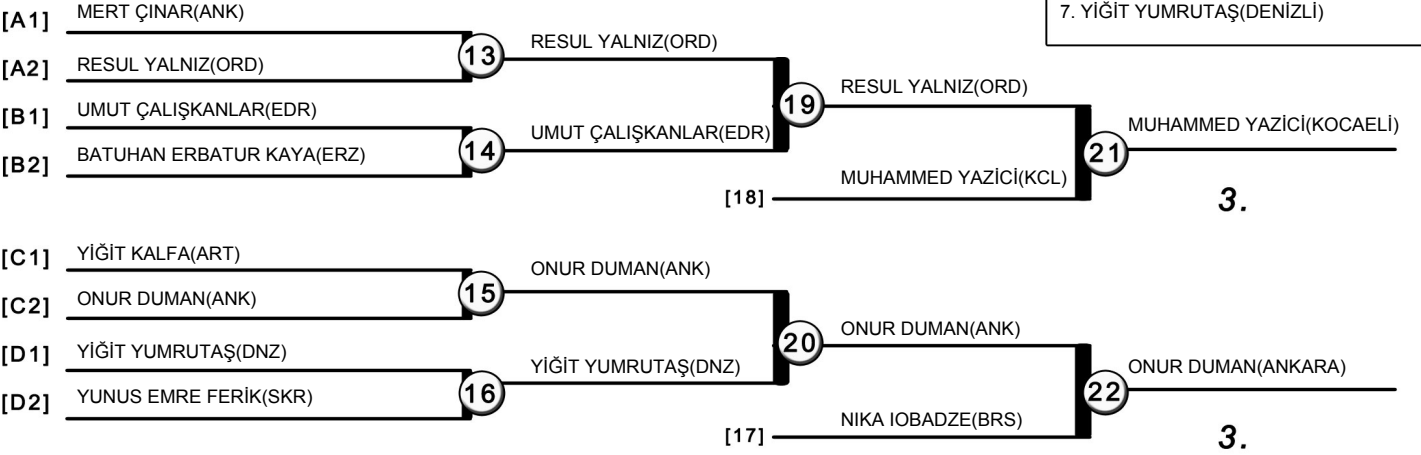 7. YİĞİT YUMRUTAŞ(DENİZLİ)
[A1] MERT ÇINAR(ANK)
13
RESUL YALNIZ(ORD)
[A2] RESUL YALNIZ(ORD)
19
RESUL YALNIZ(ORD)
[B1] UMUT ÇALIŞKANLAR(EDR)
14
UMUT ÇALIŞKANLAR(EDR)
[B2] BATUHAN ERBATUR KAYA(ERZ)
21
MUHAMMED YAZİCİ(KOCAELİ)
[18] MUHAMMED YAZİCİ(KCL)
3.
[C1] YİĞİT KALFA(ART)
15
ONUR DUMAN(ANK)
[C2] ONUR DUMAN(ANK)
20
ONUR DUMAN(ANK)
[D1] YİĞİT YUMRUTAŞ(DNZ)
16
YİĞİT YUMRUTAŞ(DNZ)
[D2] YUNUS EMRE FERİK(SKR)
22
ONUR DUMAN(ANKARA)
[17] NIKA IOBADZE(BRS)
3.